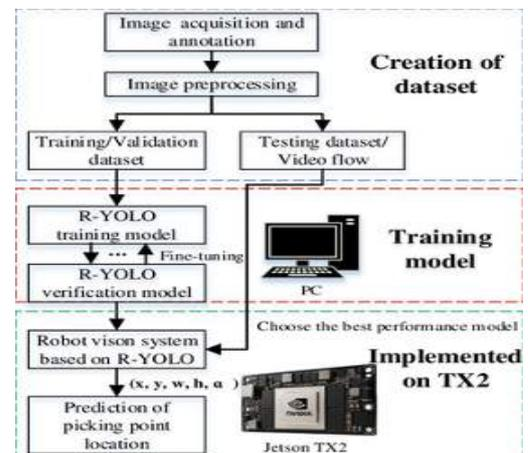 Image acquisition and
annotation
Image preprocessing
Creation of
dataset
Training/Validation
dataset
Testing dataset/
Video flow
R-YOLO
training model
...
Fine-tuning
R-YOLO
verification model
PC
Training
model
Choose the best performance model
Robot vison system
based on R-YOLO
Implemented
on TX2
(x, y, w, h, α )
Prediction of
picking point
location
NVIDIA
Jetson TX2